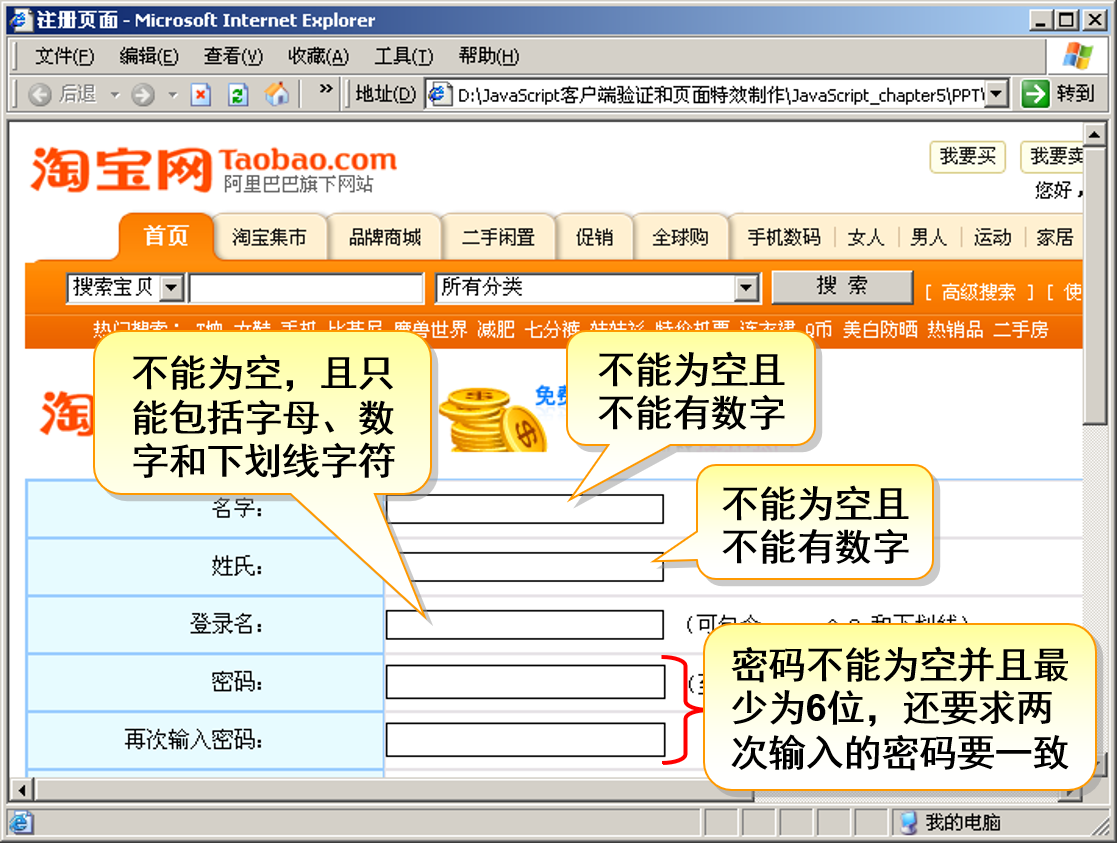 注册页面 - Microsoft Internet Explorer
文件(F) 编辑(E) 查看(V) 收藏(A) 工具(T) 帮助(H)
后退 » 地址(D) D:\JavaScript客户端验证和页面特效制作\JavaScript_chapter5\PPT\ 转到
淘宝网 Taobao.com
阿里巴巴旗下网站
我要买 我要卖
您好，
首页 淘宝集市 品牌商城 二手闲置 促销 全球购 手机数码 女人 男人 运动 家居
搜索宝贝 所有分类 搜 索 [ 高级搜索 ] [ 使
热门搜索： T恤 女鞋 手机 比基尼 魔兽世界 减肥 七分裤 娃娃衫 特价机票 连衣裙 Q币 美白防晒 热销品 二手房
不能为空，且只
能包括字母、数
字和下划线字符
不能为空且
不能有数字
淘
免费
不能为空且
不能有数字
名字：
姓氏：
登录名： （可包含 和下划线）
密码：
再次输入密码：
密码不能为空并且最
少为6位，还要求两
次输入的密码要一致
我的电脑